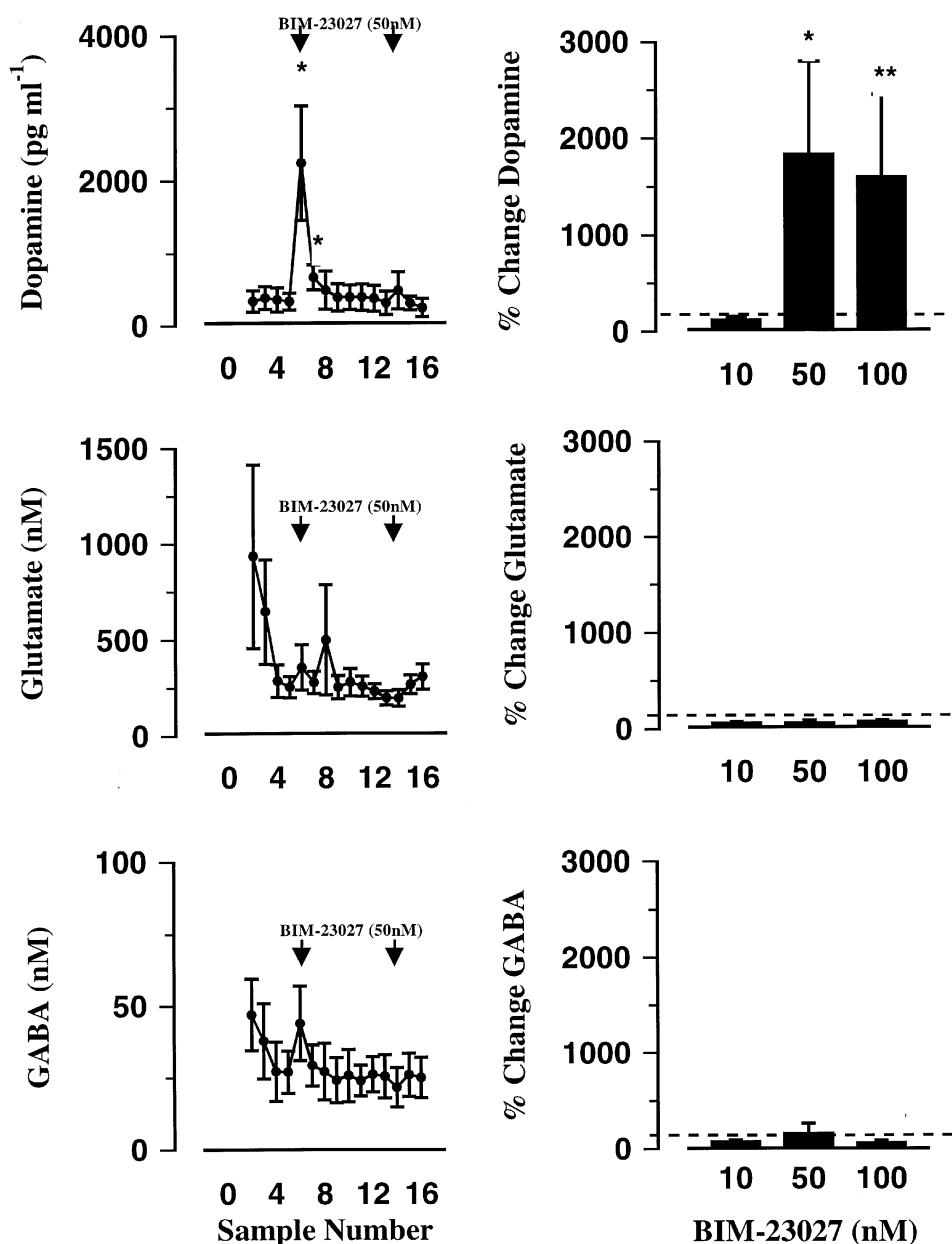 BIM-23027 (50nM)
4000
2000
0
Dopamine (pg ml-1)
*
*
0 4 8 12 16
3000
2000
1000
0
% Change Dopamine
*
**
10 50 100
1500
1000
500
0
Glutamate (nM)
BIM-23027 (50nM)
0 4 8 12 16
3000
2000
1000
0
% Change Glutamate
10 50 100
100
50
0
GABA (nM)
BIM-23027 (50nM)
0 4 8 12 16
Sample Number
3000
2000
1000
0
% Change GABA
10 50 100
BIM-23027 (nM)